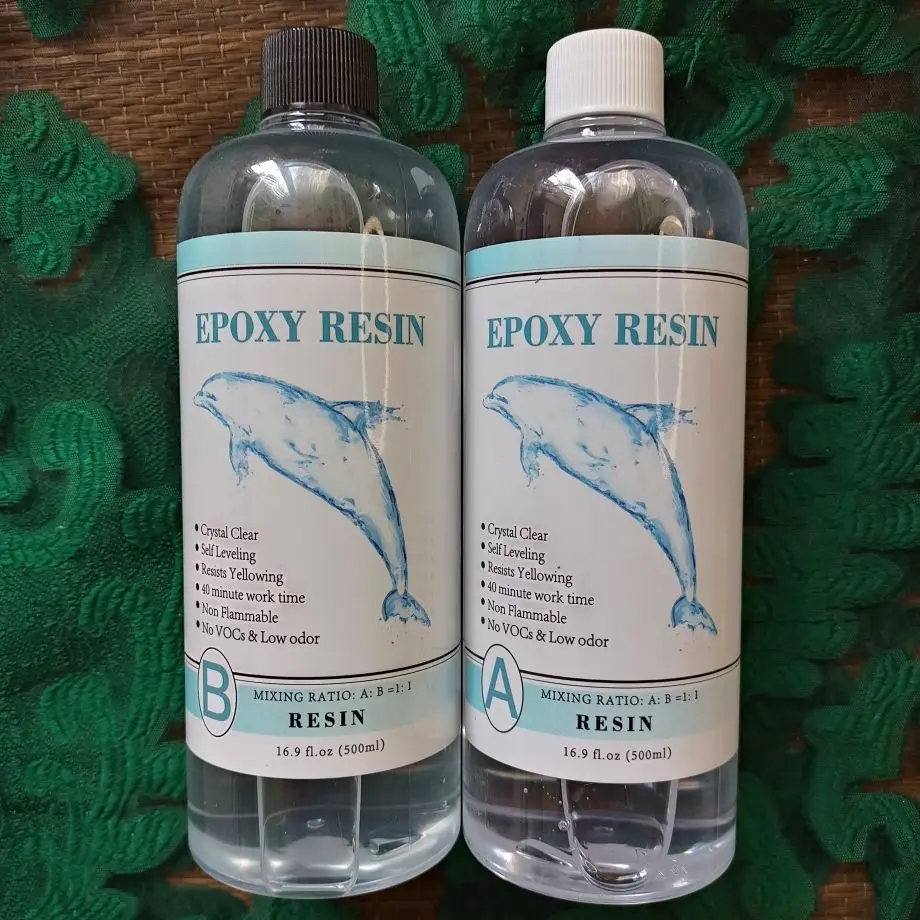 EPOXY RESIN
• Crystal Clear
• Self Leveling
• Resists Yellowing
• 40 minute work time
• Non Flammable
• No VOCs & Low odor
B
MIXING RATIO: A: B =1: 1
RESIN
16.9 fl.oz (500ml)
EPOXY RESIN
• Crystal Clear
• Self Leveling
• Resists Yellowing
• 40 minute work time
• Non Flammable
• No VOCs & Low odor
A
MIXING RATIO: A: B =1: 1
RESIN
16.9 fl.oz (500ml)